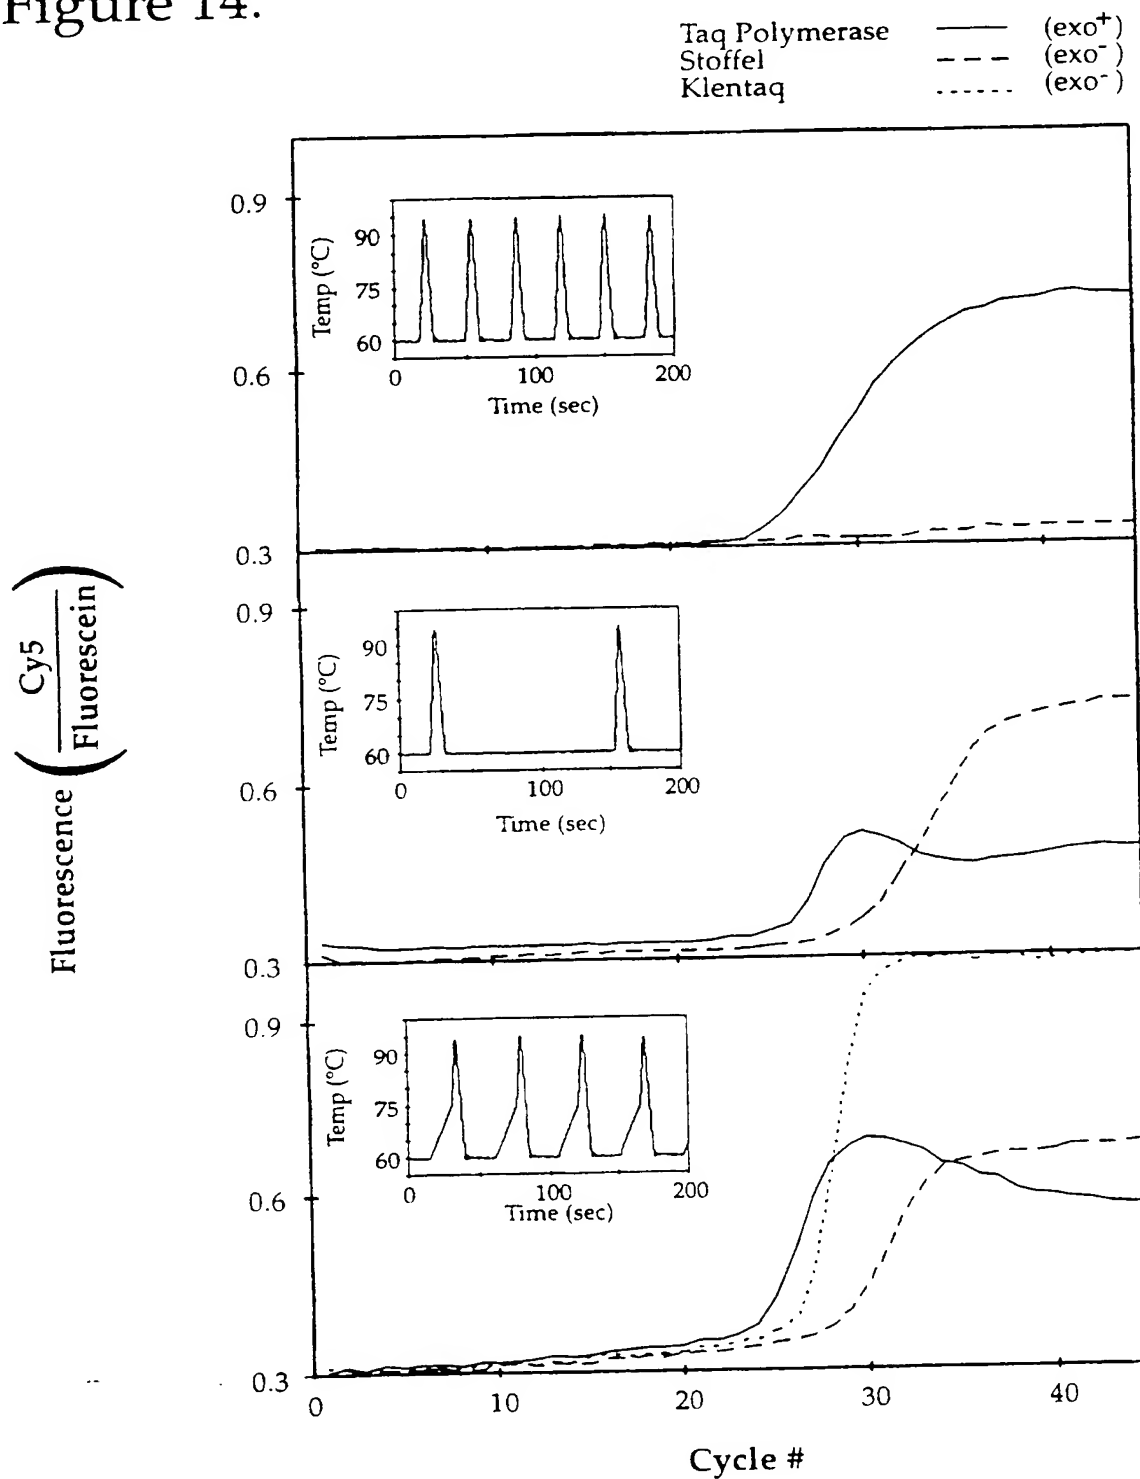 Figure 14.
Taq Polymerase (exo+)
Stoffel (exo-)
Klentaq (exo-)
Fluorescence ( Cy5 / Fluorescein )
0.9
0.6
0.3
Temp (°C)
90
75
60
0 100 200
Time (sec)
0.9
0.6
0.3
Temp (°C)
90
75
60
0 100 200
Time (sec)
0.9
0.6
0.3
Temp (°C)
90
75
60
0 100 200
Time (sec)
0 10 20 30 40
Cycle #